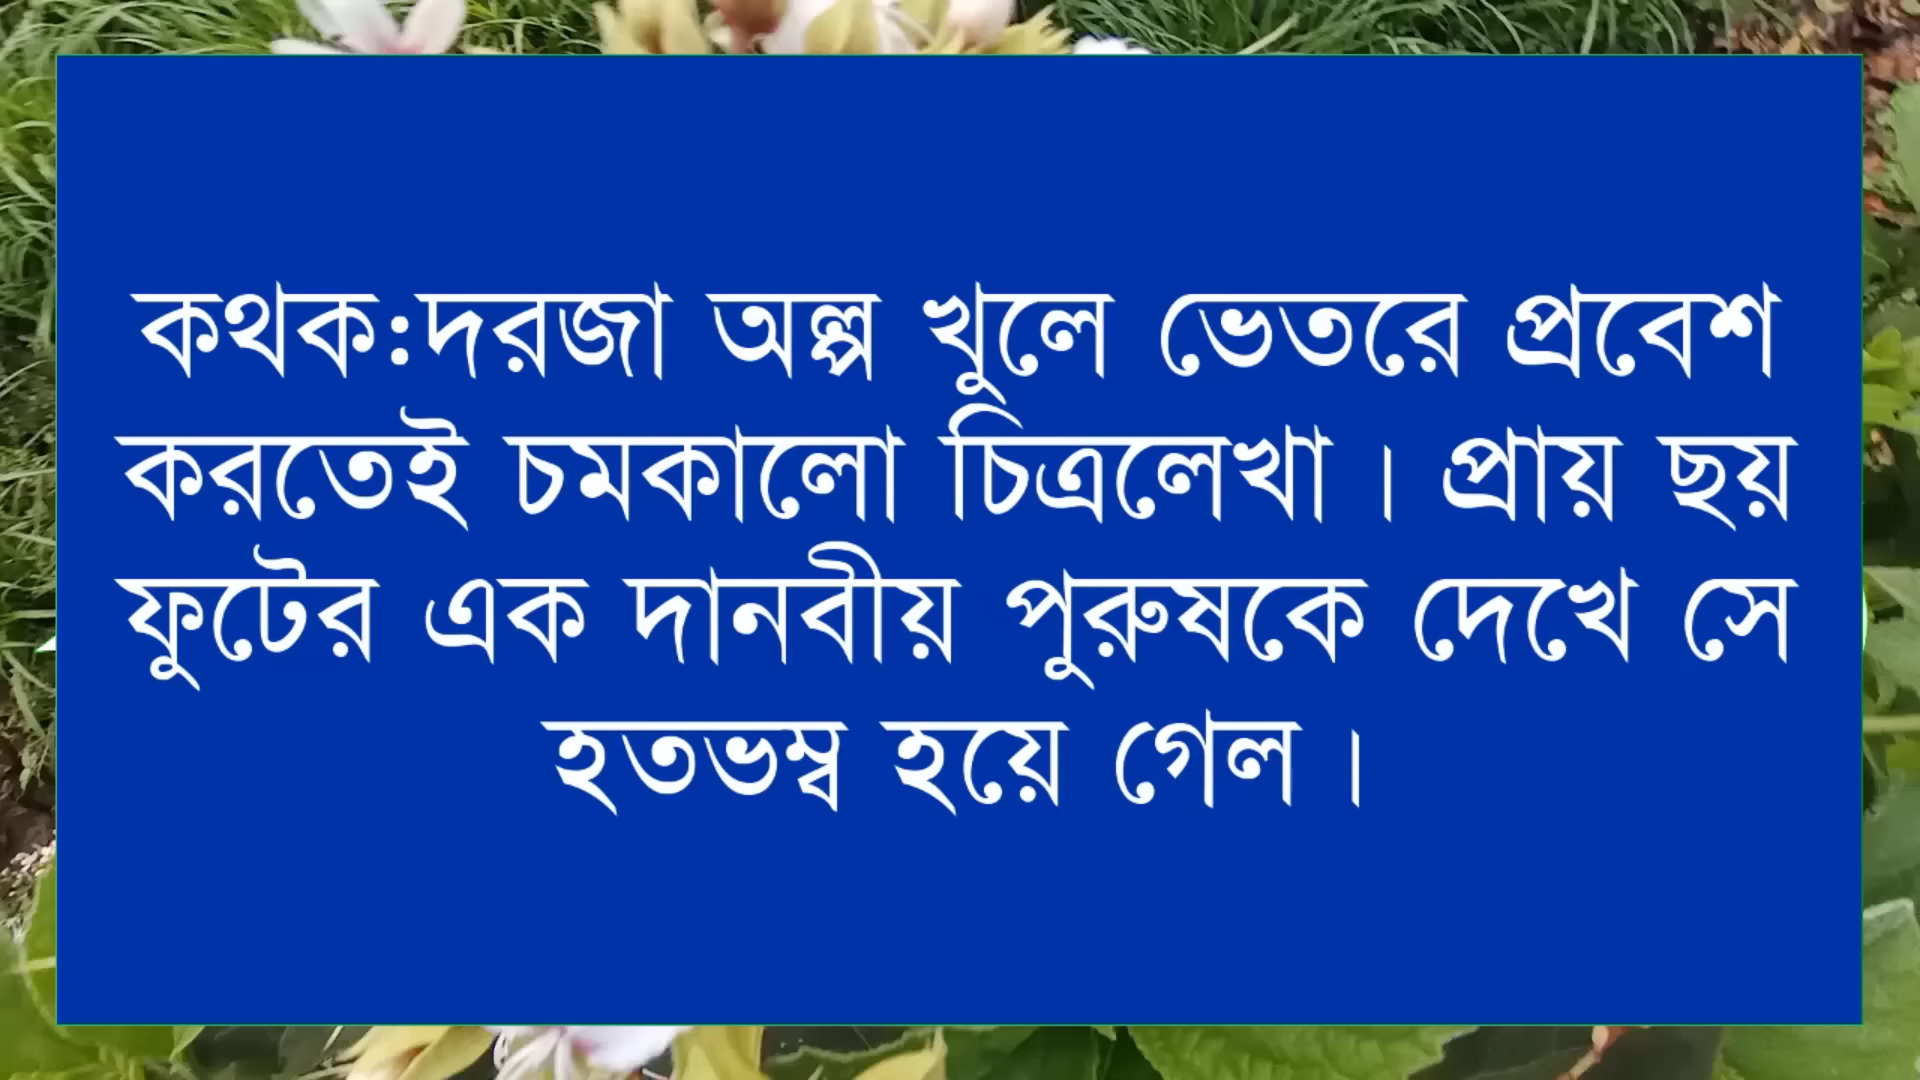 কথক:দরজা অল্প খুলে ভেতরে প্রবেশ
করতেই চমকালো চিত্রলেখা। প্রায় ছয়
ফুটের এক দানবীয় পুরুষকে দেখে সে
হতভম্ব হয়ে গেল।